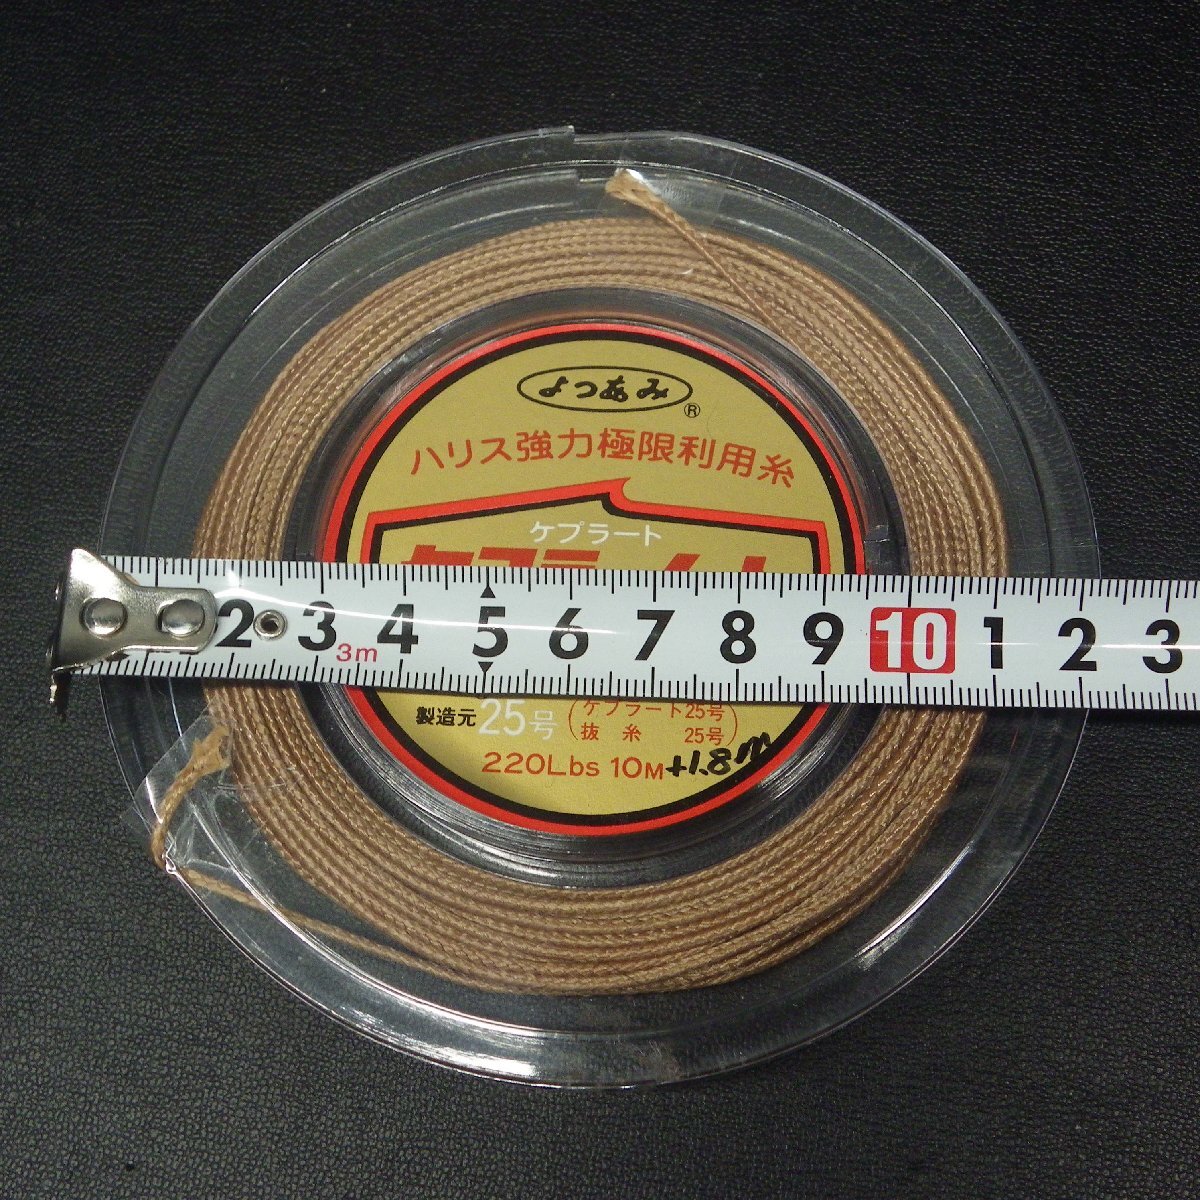 よつあみ®
ハリス強力極限利用糸
ケプラート
2 3 4 5 6 7 8 9 10 1 2 3
3m
製造元 25号 (ケプラート25号
抜糸 25号)
220Lbs 10M +1.8m